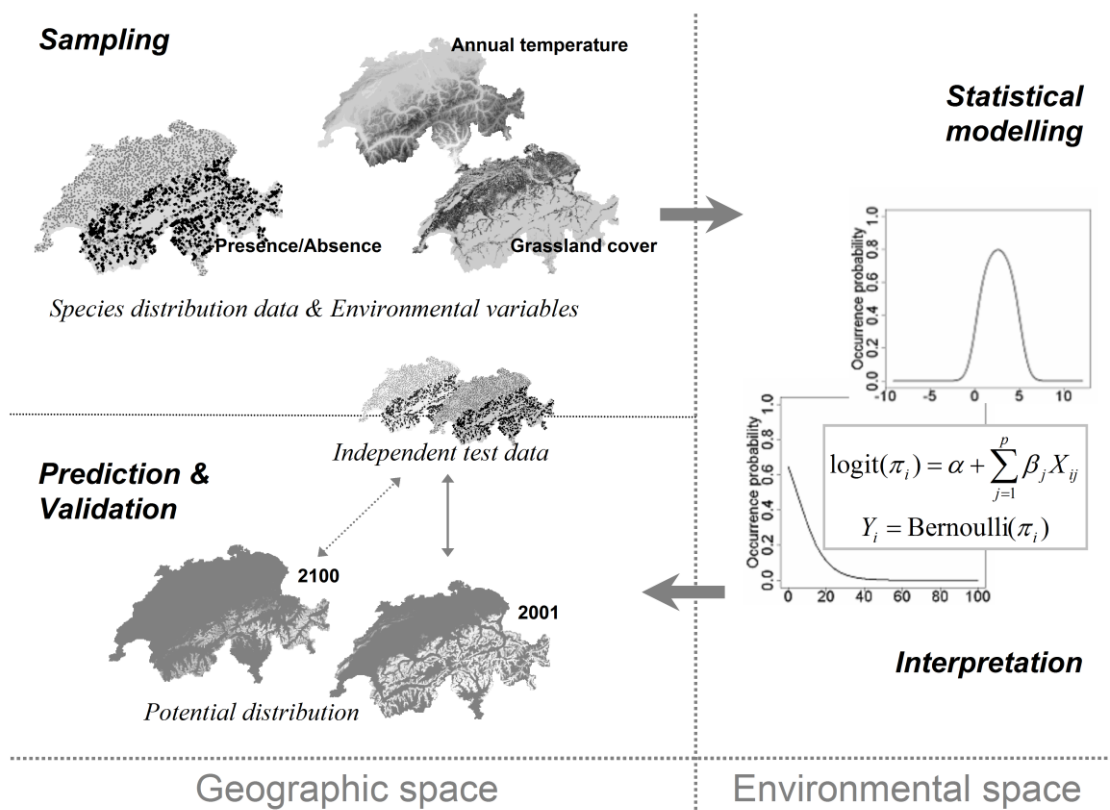 Sampling
Annual temperature
Presence/Absence
Grassland cover
Species distribution data & Environmental variables
Statistical
modelling
Occurrence probability
1.0
0.8
0.6
0.4
0.2
0.0
-10 -5 0 5 10
Independent test data
Prediction &
Validation
2100
2001
Potential distribution
Occurrence probability
1.0
0.8
0.6
0.4
0.2
0.0
0 20 40 60 80 100
logit(π_i) = α + ∑_{j=1}^{p} β_j X_{ij}
Y_i = Bernoulli(π_i)
Interpretation
Geographic space
Environmental space